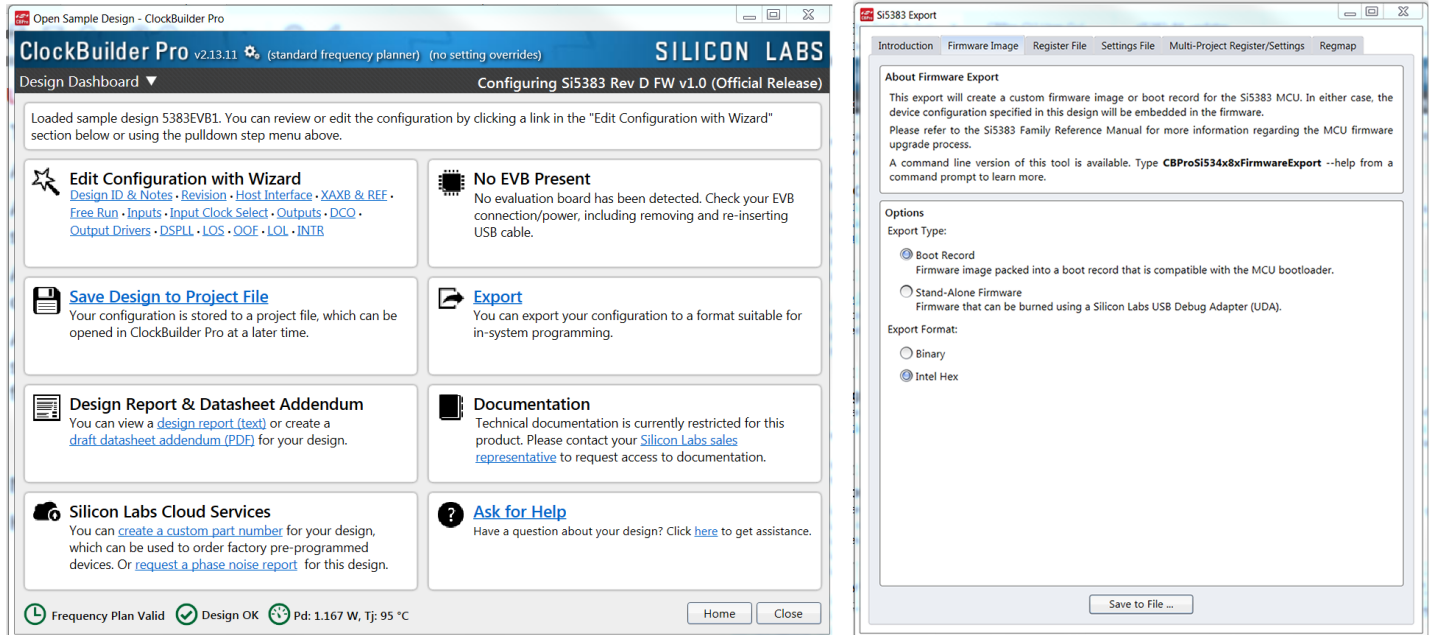 Open Sample Design - ClockBuilder Pro
ClockBuilder Pro v2.13.11 (standard frequency planner) (no setting overrides) SILICON LABS
Design Dashboard ▼ Configuring Si5383 Rev D FW v1.0 (Official Release)
Loaded sample design 5383EVB1. You can review or edit the configuration by clicking a link in the "Edit Configuration with Wizard"
section below or using the pulldown step menu above.
Edit Configuration with Wizard
Design ID & Notes • Revision • Host Interface • XAXB & REF •
Free Run • Inputs • Input Clock Select • Outputs • DCO •
Output Drivers • DSPLL • LOS • OOF • LOL • INTR
No EVB Present
No evaluation board has been detected. Check your EVB
connection/power, including removing and re-inserting
USB cable.
Save Design to Project File
Your configuration is stored to a project file, which can be
opened in ClockBuilder Pro at a later time.
Export
You can export your configuration to a format suitable for
in-system programming.
Design Report & Datasheet Addendum
You can view a design report (text) or create a
draft datasheet addendum (PDF) for your design.
Documentation
Technical documentation is currently restricted for this
product. Please contact your Silicon Labs sales
representative to request access to documentation.
Silicon Labs Cloud Services
You can create a custom part number for your design,
which can be used to order factory pre-programmed
devices. Or request a phase noise report for this design.
Ask for Help
Have a question about your design? Click here to get assistance.
Frequency Plan Valid Design OK Pd: 1.167 W, Tj: 95 °C
Home Close
Si5383 Export
Introduction Firmware Image Register File Settings File Multi-Project Register/Settings Regmap
About Firmware Export
This export will create a custom firmware image or boot record for the Si5383 MCU. In either case, the
device configuration specified in this design will be embedded in the firmware.
Please refer to the Si5383 Family Reference Manual for more information regarding the MCU firmware
upgrade process.
A command line version of this tool is available. Type CBProSi534x8xFirmwareExport --help from a
command prompt to learn more.
Options
Export Type:
Boot Record
Firmware image packed into a boot record that is compatible with the MCU bootloader.
Stand-Alone Firmware
Firmware that can be burned using a Silicon Labs USB Debug Adapter (UDA).
Export Format:
Binary
Intel Hex
Save to File ...